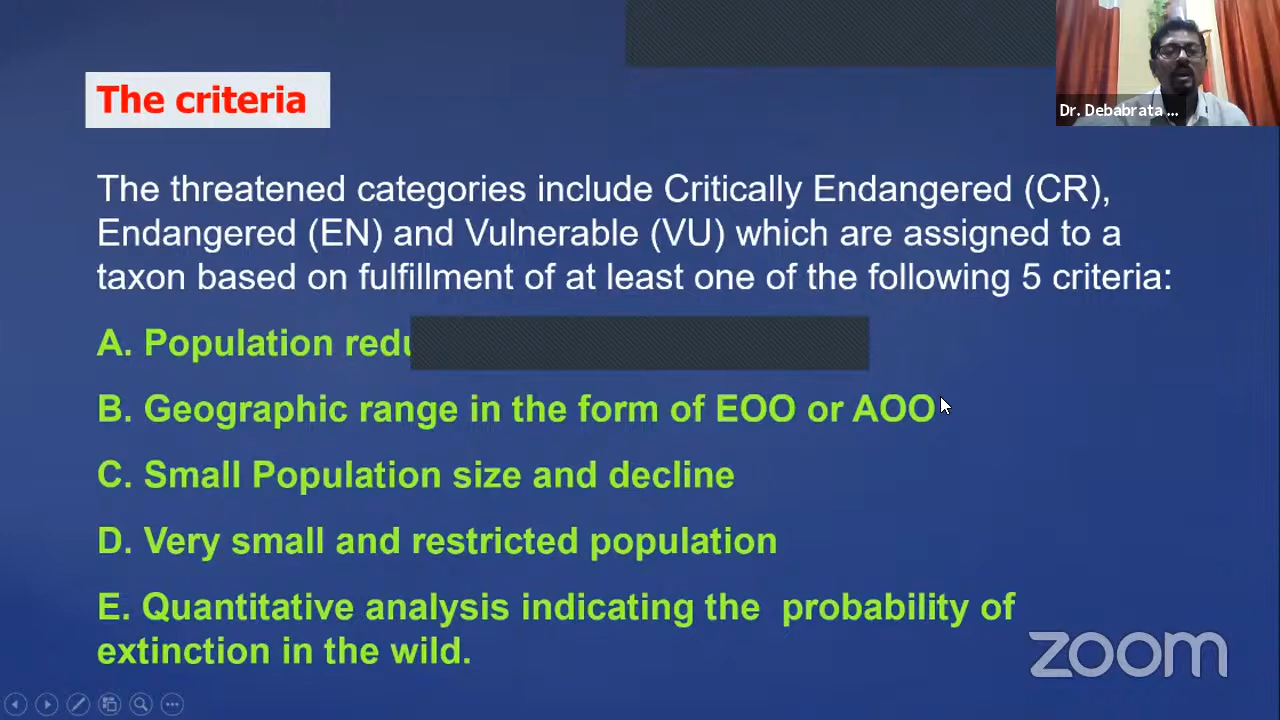 The criteria
Dr. Debabrata ...
The threatened categories include Critically Endangered (CR),
Endangered (EN) and Vulnerable (VU) which are assigned to a
taxon based on fulfillment of at least one of the following 5 criteria:
A. Population
B. Geographic range in the form of EOO or AOO
C. Small Population size and decline
D. Very small and restricted population
E. Quantitative analysis indicating the probability of
extinction in the wild.
zoom